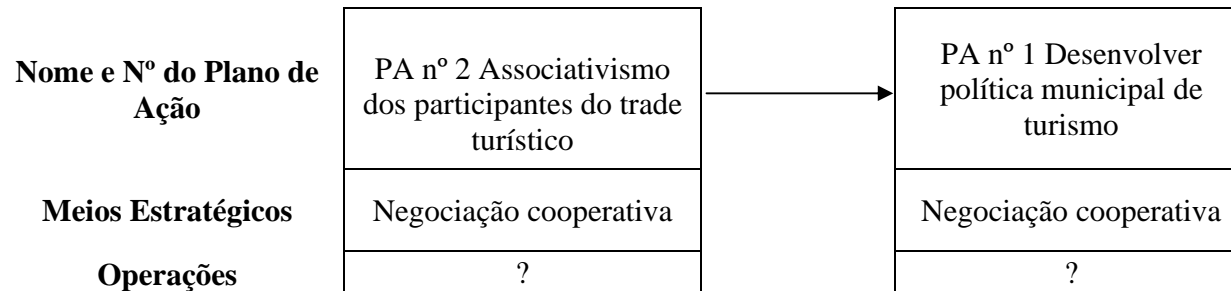 Nome e Nº do Plano de
Ação
PA nº 2 Associativismo
dos participantes do trade
turístico
PA nº 1 Desenvolver
política municipal de
turismo
Meios Estratégicos
Negociação cooperativa
Negociação cooperativa
Operações
?
?